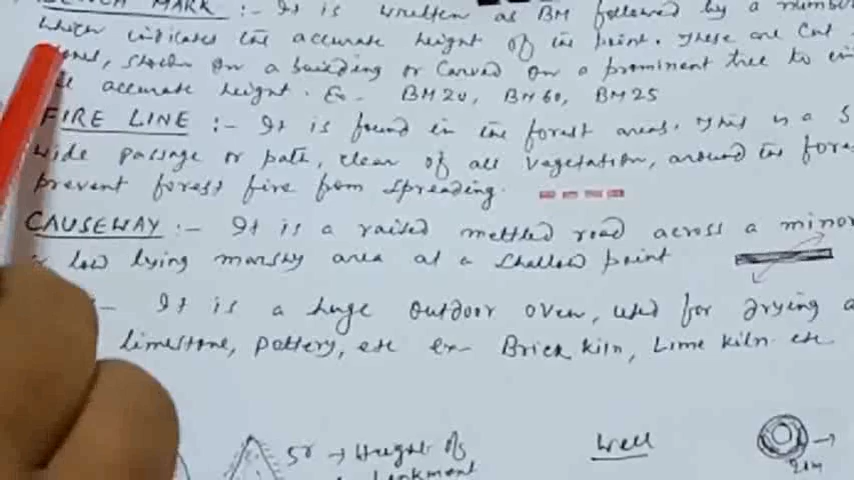 MARK :- It is written as BM followed by a
which indicates the accurate height of the point. These are cut
stuck on a building or carved on a prominent tree to
accurate height. Ex- BM20, BM60, BM25
FIRE LINE :- It is found in the forest areas. This is a
wide passage or path, clear of all vegetation, around the
prevent forest fire from spreading.
CAUSEWAY :- It is a raised mettled road across a minor
low lying marshy area at a shallow point
:- It is a huge outdoor oven, used for drying
limestone, pottery, etc ex- Brick kiln, Lime kiln etc
5r → Height of
Well